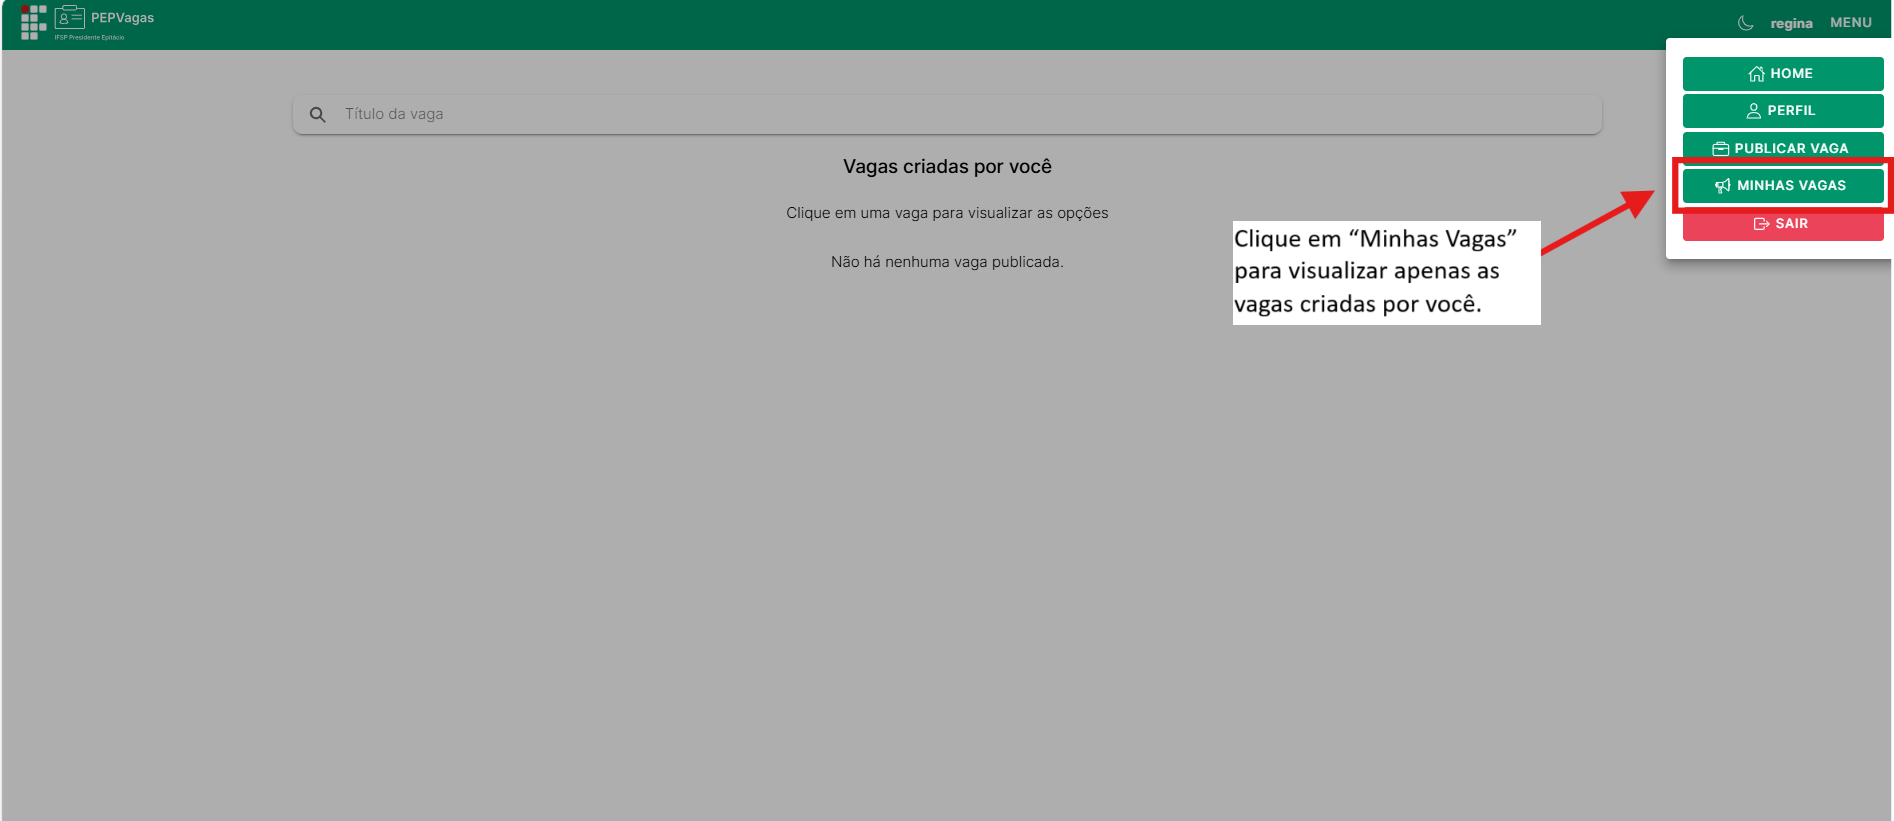 PEPVagas
IFSP Presidente Epitácio
regina MENU
HOME
PERFIL
PUBLICAR VAGA
MINHAS VAGAS
SAIR
Título da vaga
Vagas criadas por você
Clique em uma vaga para visualizar as opções
Não há nenhuma vaga publicada.
Clique em “Minhas Vagas”
para visualizar apenas as
vagas criadas por você.